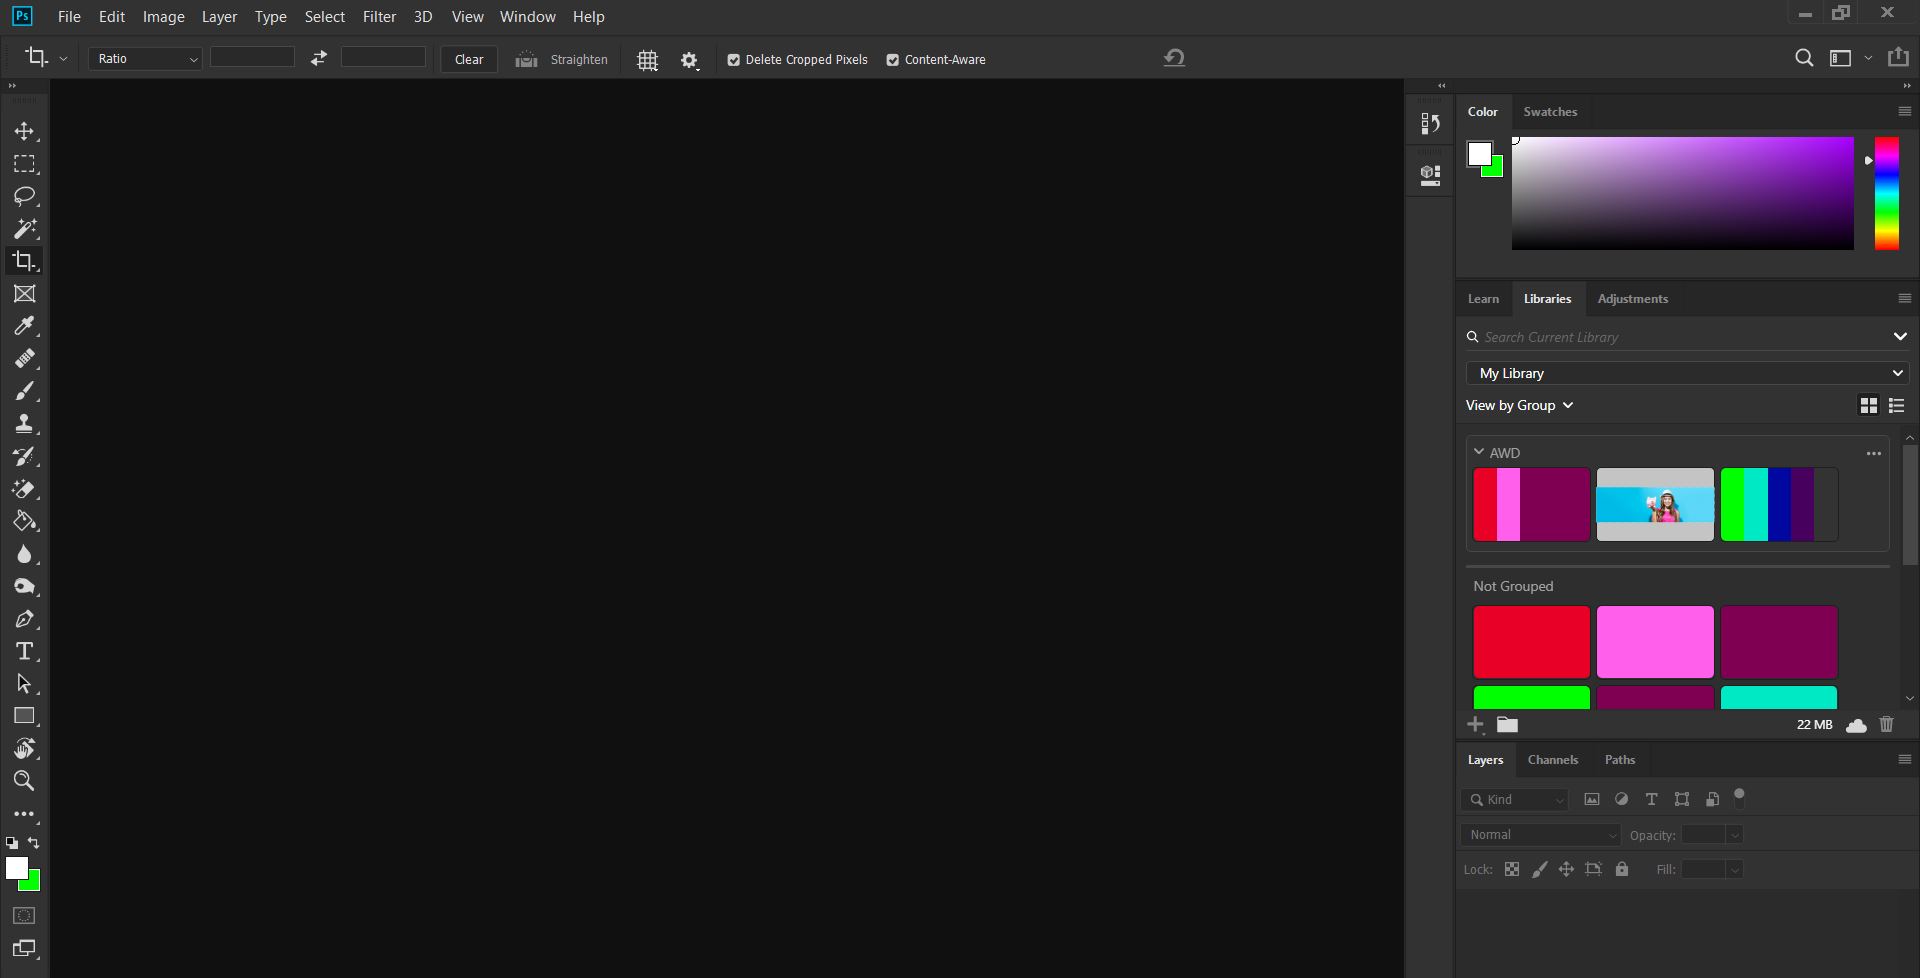 Ps File Edit Image Layer Type Select Filter 3D View Window Help
Ratio Clear Straighten Delete Cropped Pixels Content-Aware
Color Swatches
Learn Libraries Adjustments
Search Current Library
My Library
View by Group
AWD
Not Grouped
22 MB
Layers Channels Paths
Kind
Normal Opacity:
Lock: Fill: